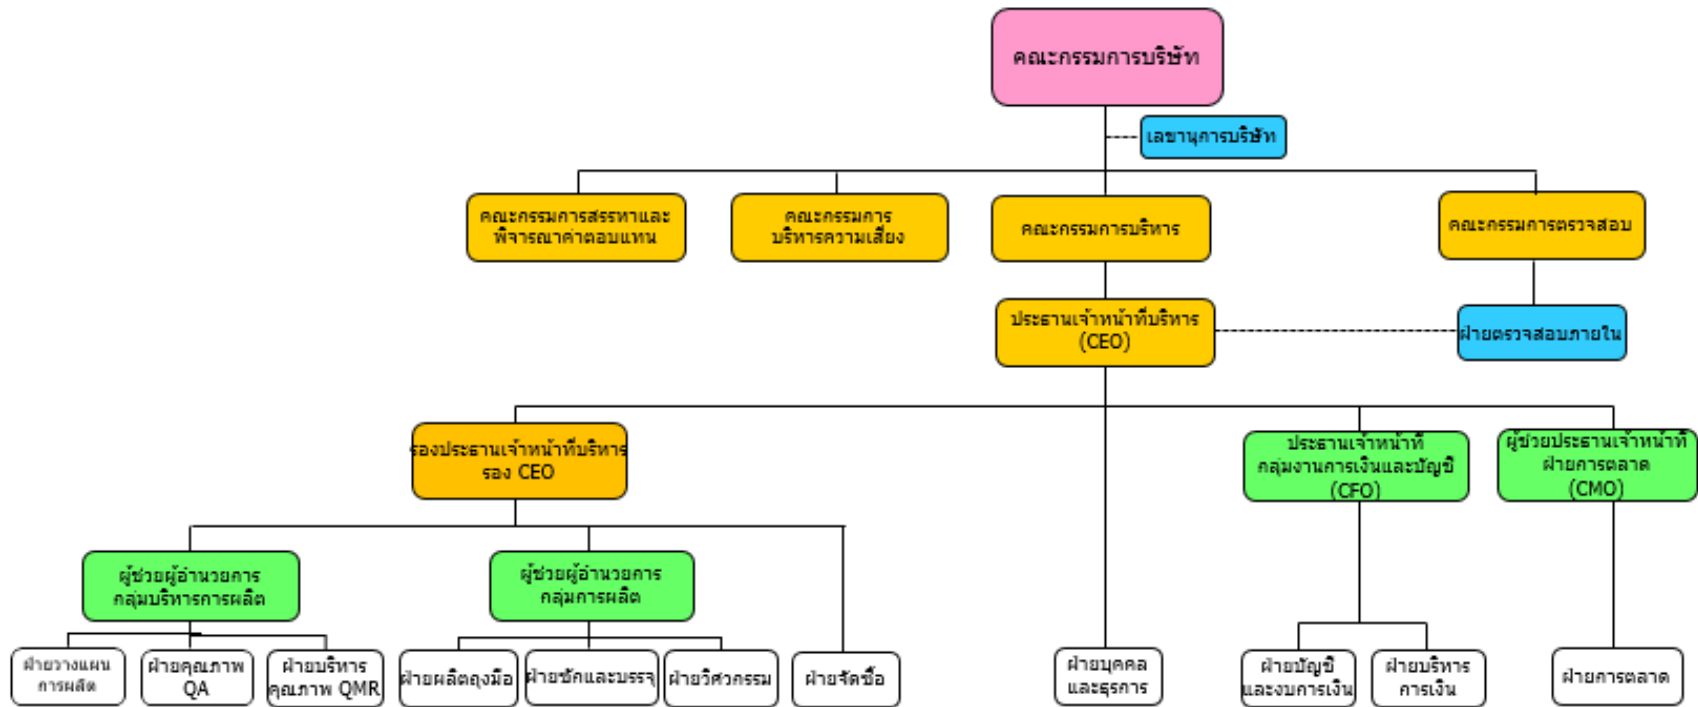 คณะกรรมการบริษัท
เลขานุการบริษัท
คณะกรรมการสรรหาและ
พิจารณาค่าตอบแทน
คณะกรรมการ
บริหารความเสี่ยง
คณะกรรมการบริหาร
คณะกรรมการตรวจสอบ
ประธานเจ้าหน้าที่บริหาร
(CEO)
ฝ่ายตรวจสอบภายใน
รองประธานเจ้าหน้าที่บริหาร
รอง CEO
ประธานเจ้าหน้าที่
กลุ่มงานการเงินและบัญชี
(CFO)
ผู้ช่วยประธานเจ้าหน้าที่
ฝ่ายการตลาด
(CMO)
ผู้ช่วยผู้อำนวยการ
กลุ่มบริหารการผลิต
ผู้ช่วยผู้อำนวยการ
กลุ่มการผลิต
ฝ่ายวางแผน
การผลิต
ฝ่ายคุณภาพ
QA
ฝ่ายบริหาร
คุณภาพ QMR
ฝ่ายผลิตถุงมือ
ฝ่ายซักและบรรจุ
ฝ่ายวิศวกรรม
ฝ่ายจัดซื้อ
ฝ่ายบุคคล
และธุรการ
ฝ่ายบัญชี
และงบการเงิน
ฝ่ายบริหาร
การเงิน
ฝ่ายการตลาด